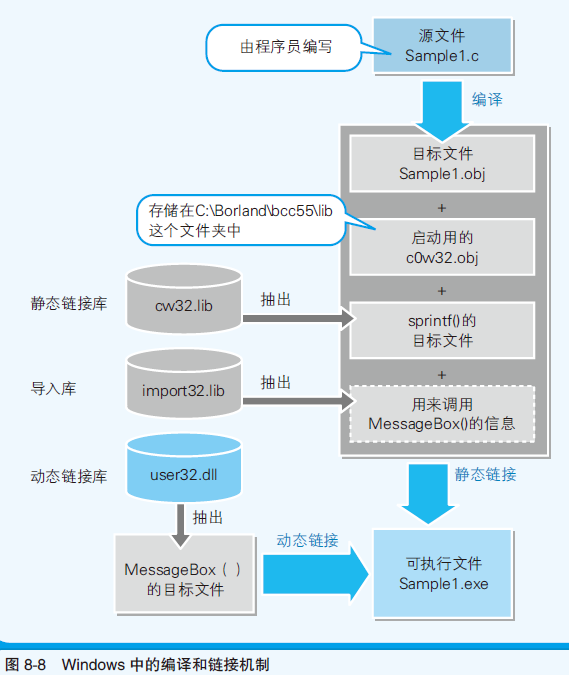 由程序员编写
源文件
Sample1.c
编译
目标文件
Sample1.obj
+
存储在C:\Borland\bcc55\lib
这个文件夹中
启动用的
c0w32.obj
+
静态链接库
cw32.lib
抽出
sprintf()的
目标文件
+
导入库
import32.lib
抽出
用来调用
MessageBox()的信息
动态链接库
user32.dll
静态链接
抽出
MessageBox（ ）
的目标文件
动态链接
可执行文件
Sample1.exe
图 8-8 Windows 中的编译和链接机制